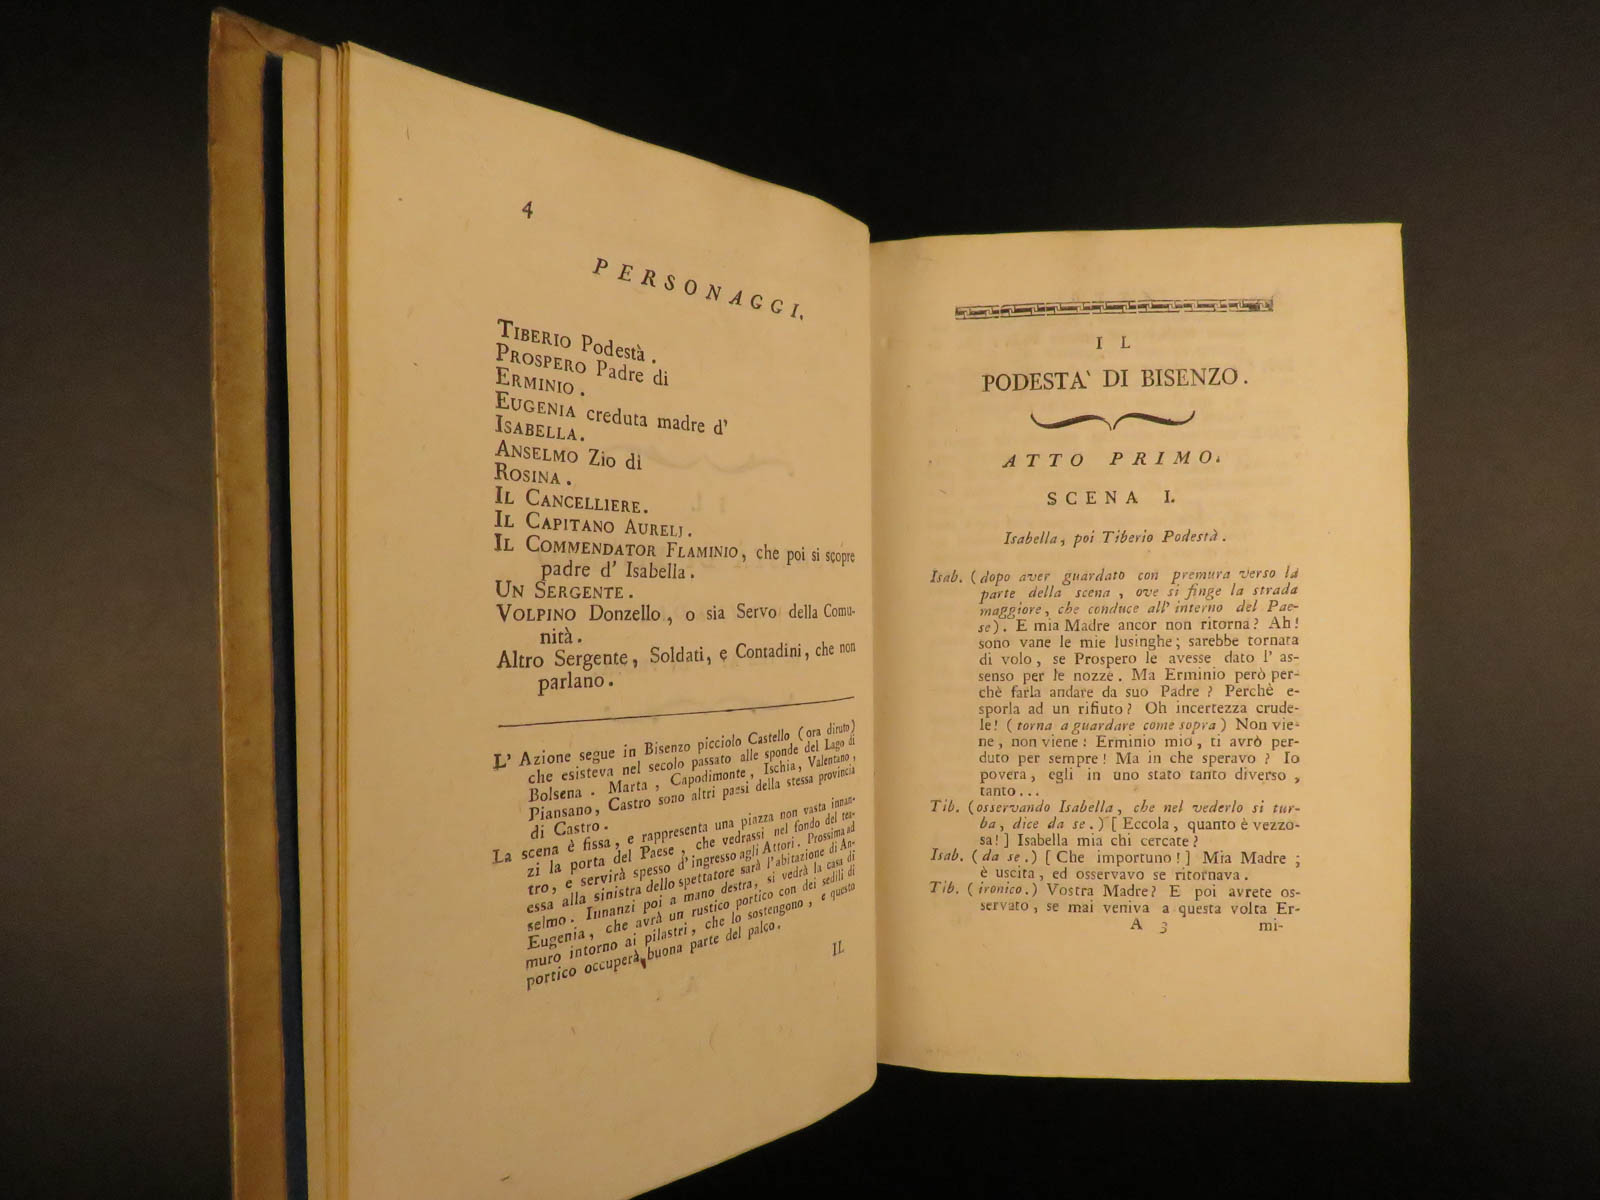 4
PERSONAGGI.
TIBERIO Podestà.
PROSPERO Padre di
ERMINIO.
EUGENIA creduta madre d'
ISABELLA.
ANSELMO Zio di
ROSINA.
IL CANCELLIERE.
IL CAPITANO AURELJ.
IL COMMENDATOR FLAMINIO, che poi si scopre
padre d' Isabella.
UN SERGENTE.
VOLPINO Donzello, o sia Servo della Comu-
nità.
Altro Sergente, Soldati, e Contadini, che non
parlano.
L' Azione segue in Bisenzo picciolo Castello (ora diruto)
che esisteva nel secolo passato alle sponde del Lago di
Bolsena. Marta, Capodimonte, Ischia, Valentano,
Piansano, Castro sono altri paesi della stessa provincia
di Castro.
La scena è fissa, e rappresenta una piazza non vasta innan-
zi la porta del Paese, che vedrassi nel fondo del tea-
tro, e servirà spesso d'ingresso agli Attori. Prossima ad
essa alla sinistra dello spettatore sarà l'abitazione di An-
selmo. Innanzi poi a mano destra, si vedrà la casa di
Eugenia, che avrà un rustico portico con dei sedili di
muro intorno ai pilastri, che lo sostengono, e questo
portico occuperà buona parte del palco.
IL
IL
PODESTA' DI BISENZO.
ATTO PRIMO.
SCENA I.
Isabella, poi Tiberio Podestà.
Isab. (dopo aver guardato con premura verso la
parte della scena, ove si finge la strada
maggiore, che conduce all' interno del Pae-
se). E mia Madre ancor non ritorna? Ah!
sono vane le mie lusinghe; sarebbe tornata
di volo, se Prospero le avesse dato l' as-
senso per le nozze. Ma Erminio però per-
chè farla andare da suo Padre? Perchè e-
sporla ad un rifiuto? Oh incertezza crude-
le! (torna a guardare come sopra) Non vie-
ne, non viene: Erminio mio, ti avrò per-
duto per sempre! Ma in che speravo? Io
povera, egli in uno stato tanto diverso,
tanto...
Tib. (osservando Isabella, che nel vederlo si tur-
ba, dice da se.) [Eccola, quanto è vezzo-
sa!] Isabella mia chi cercate?
Isab. (da se.) [Che importuno!] Mia Madre;
è uscita, ed osservavo se ritornava.
Tib. (ironico.) Vostra Madre? E poi avrete os-
servato, se mai veniva a questa volta Er-
A 3 mi-